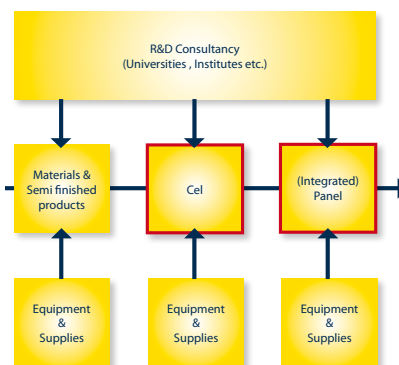 R&D Consultancy
(Universities , Institutes etc.)
Materials &
Semi finished
products
Cel
(Integrated)
Panel
Equipment
&
Supplies
Equipment
&
Supplies
Equipment
&
Supplies